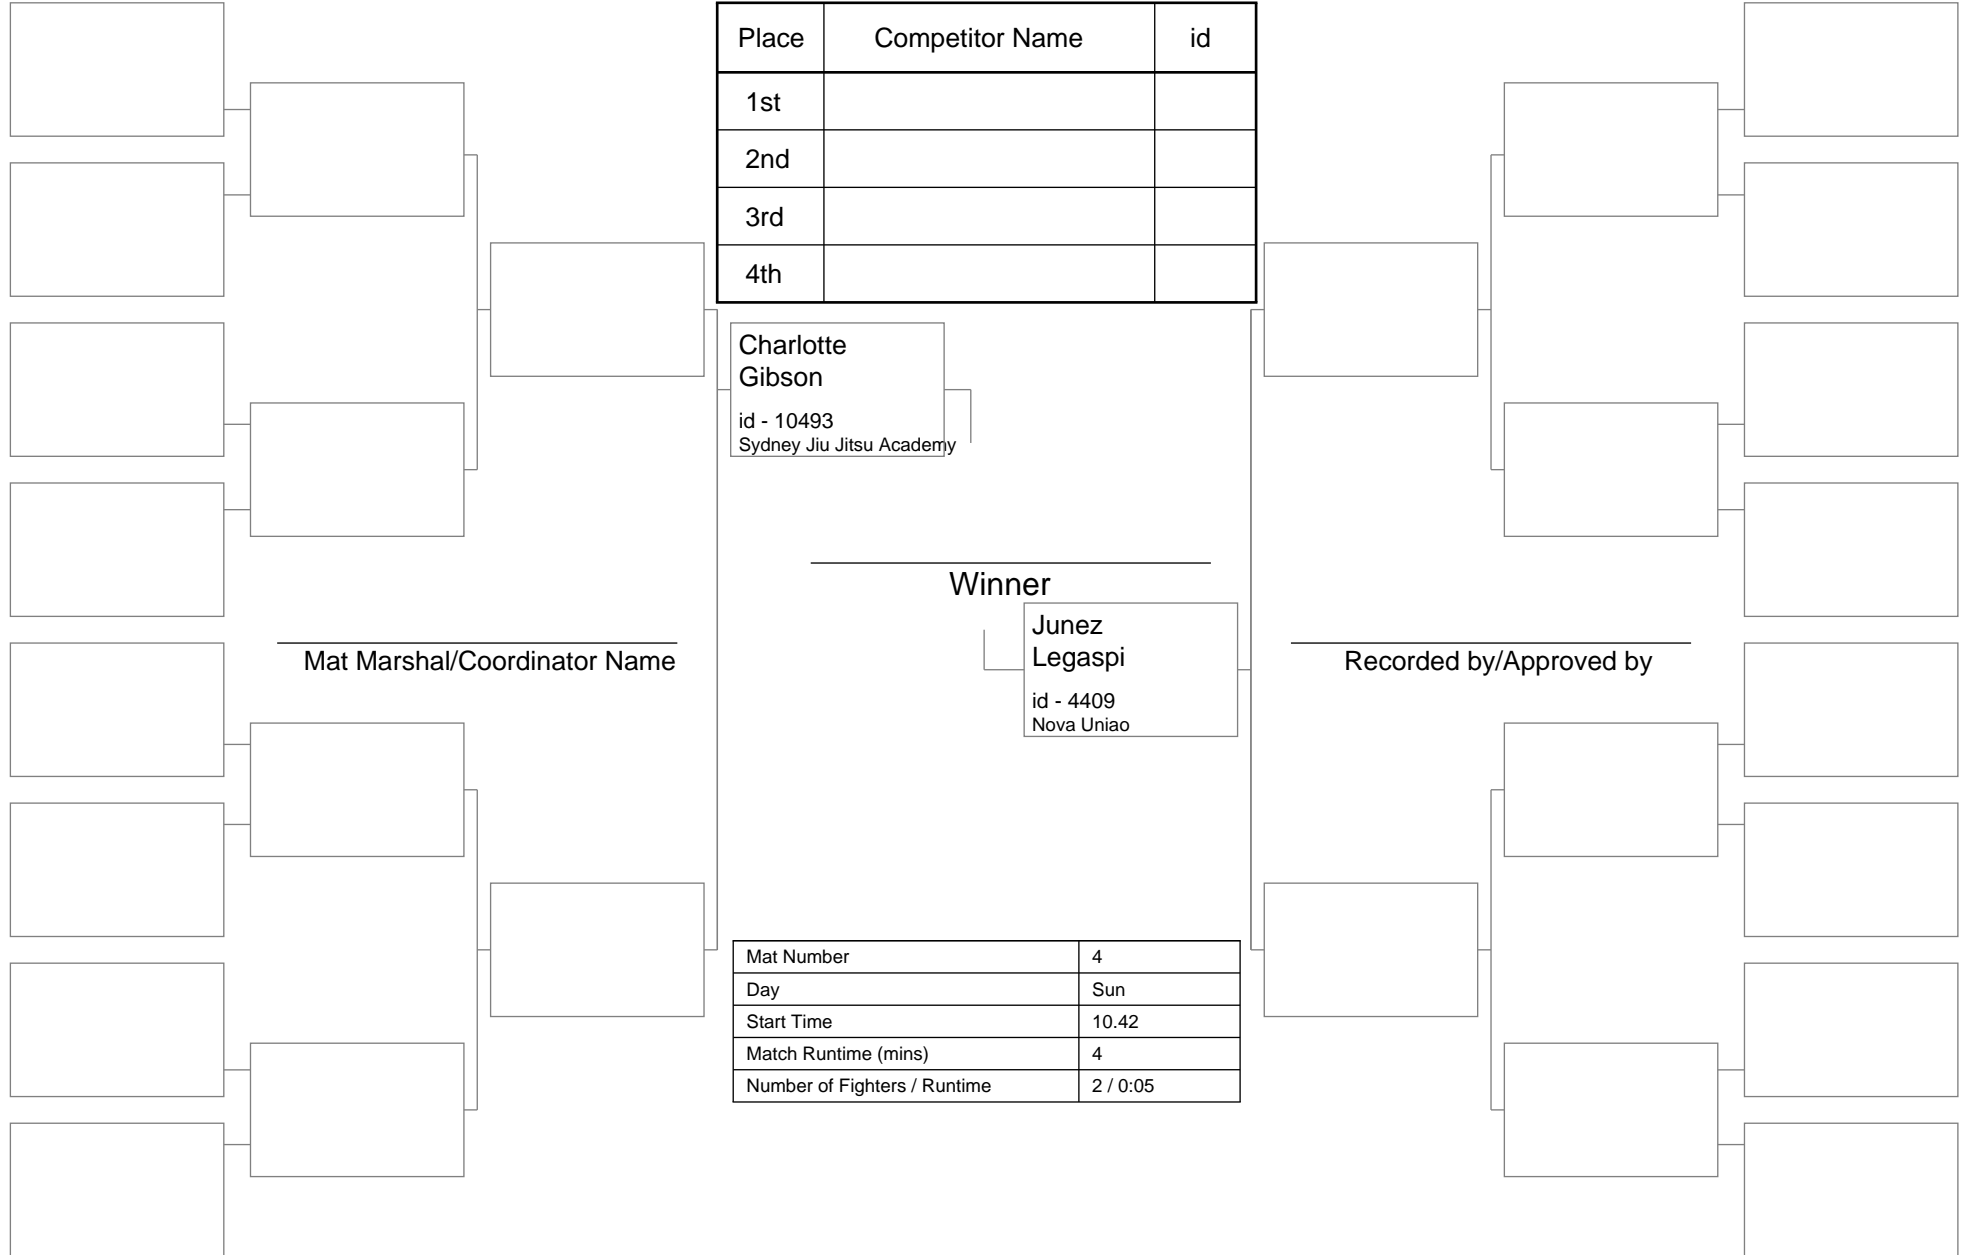 Place Competitor Name id
1st
2nd
3rd
4th
Charlotte
Gibson
id - 10493
Sydney Jiu Jitsu Academy
Winner
Junez
Legaspi
id - 4409
Nova Uniao
Mat Marshal/Coordinator Name
Recorded by/Approved by
Mat Number 4
Day Sun
Start Time 10.42
Match Runtime (mins) 4
Number of Fighters / Runtime 2 / 0:05